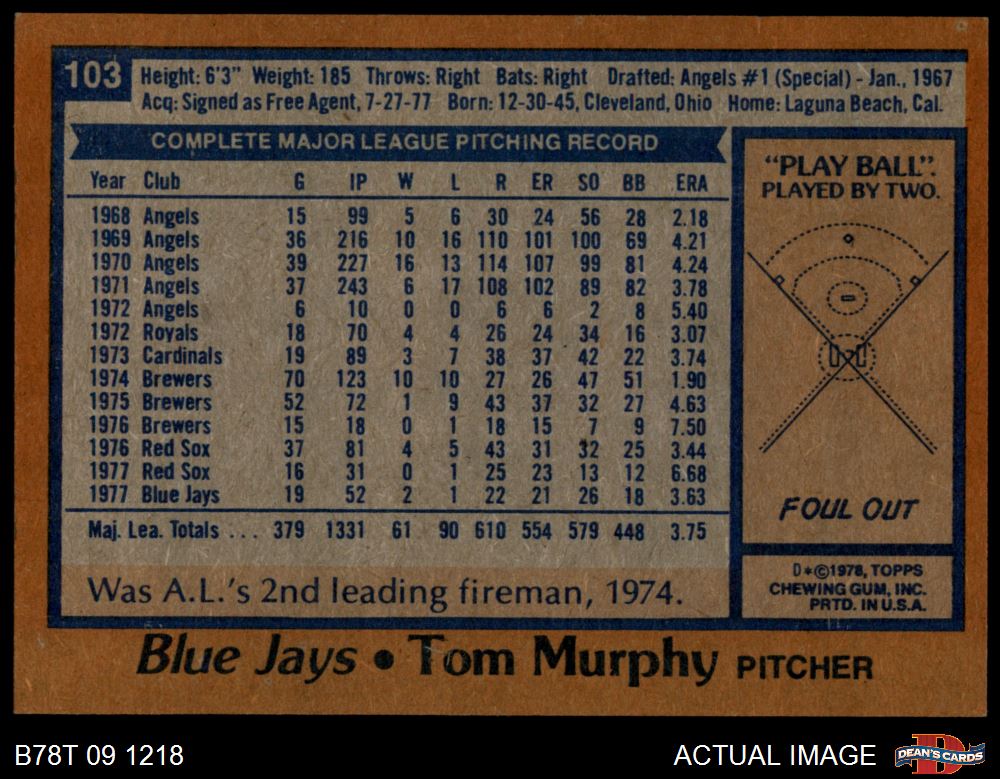 103
Height: 6'3" Weight: 185 Throws: Right Bats: Right Drafted: Angels #1 (Special) - Jan., 1967
Acq: Signed as Free Agent, 7-27-77 Born: 12-30-45, Cleveland, Ohio Home: Laguna Beach, Cal.
COMPLETE MAJOR LEAGUE PITCHING RECORD
Year Club G IP W L R ER SO BB ERA
1968 Angels 15 99 5 6 30 24 56 28 2.18
1969 Angels 36 216 10 16 110 101 100 69 4.21
1970 Angels 39 227 16 13 114 107 99 81 4.24
1971 Angels 37 243 6 17 108 102 89 82 3.78
1972 Angels 6 10 0 0 6 6 2 8 5.40
1972 Royals 18 70 4 4 26 24 34 16 3.07
1973 Cardinals 19 89 3 7 38 37 42 22 3.74
1974 Brewers 70 123 10 10 27 26 47 51 1.90
1975 Brewers 52 72 1 9 43 37 32 27 4.63
1976 Brewers 15 18 0 1 18 15 7 9 7.50
1976 Red Sox 37 81 4 5 43 31 32 25 3.44
1977 Red Sox 16 31 0 1 25 23 13 12 6.68
1977 Blue Jays 19 52 2 1 22 21 26 18 3.63
Maj. Lea. Totals ... 379 1331 61 90 610 554 579 448 3.75
Was A.L.'s 2nd leading fireman, 1974.
"PLAY BALL".
PLAYED BY TWO.
FOUL OUT
D*©1978, TOPPS
CHEWING GUM, INC.
PRTD. IN U.S.A.
Blue Jays • Tom Murphy PITCHER
B78T 09 1218
ACTUAL IMAGE
DEAN'S CARDS